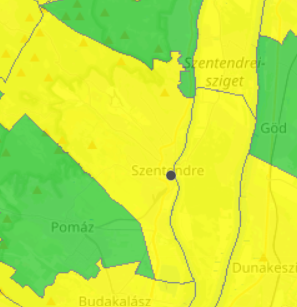 Szentendrei-
sziget
Göd
Szentendre
Pomáz
Dunakeszi
Budakalász